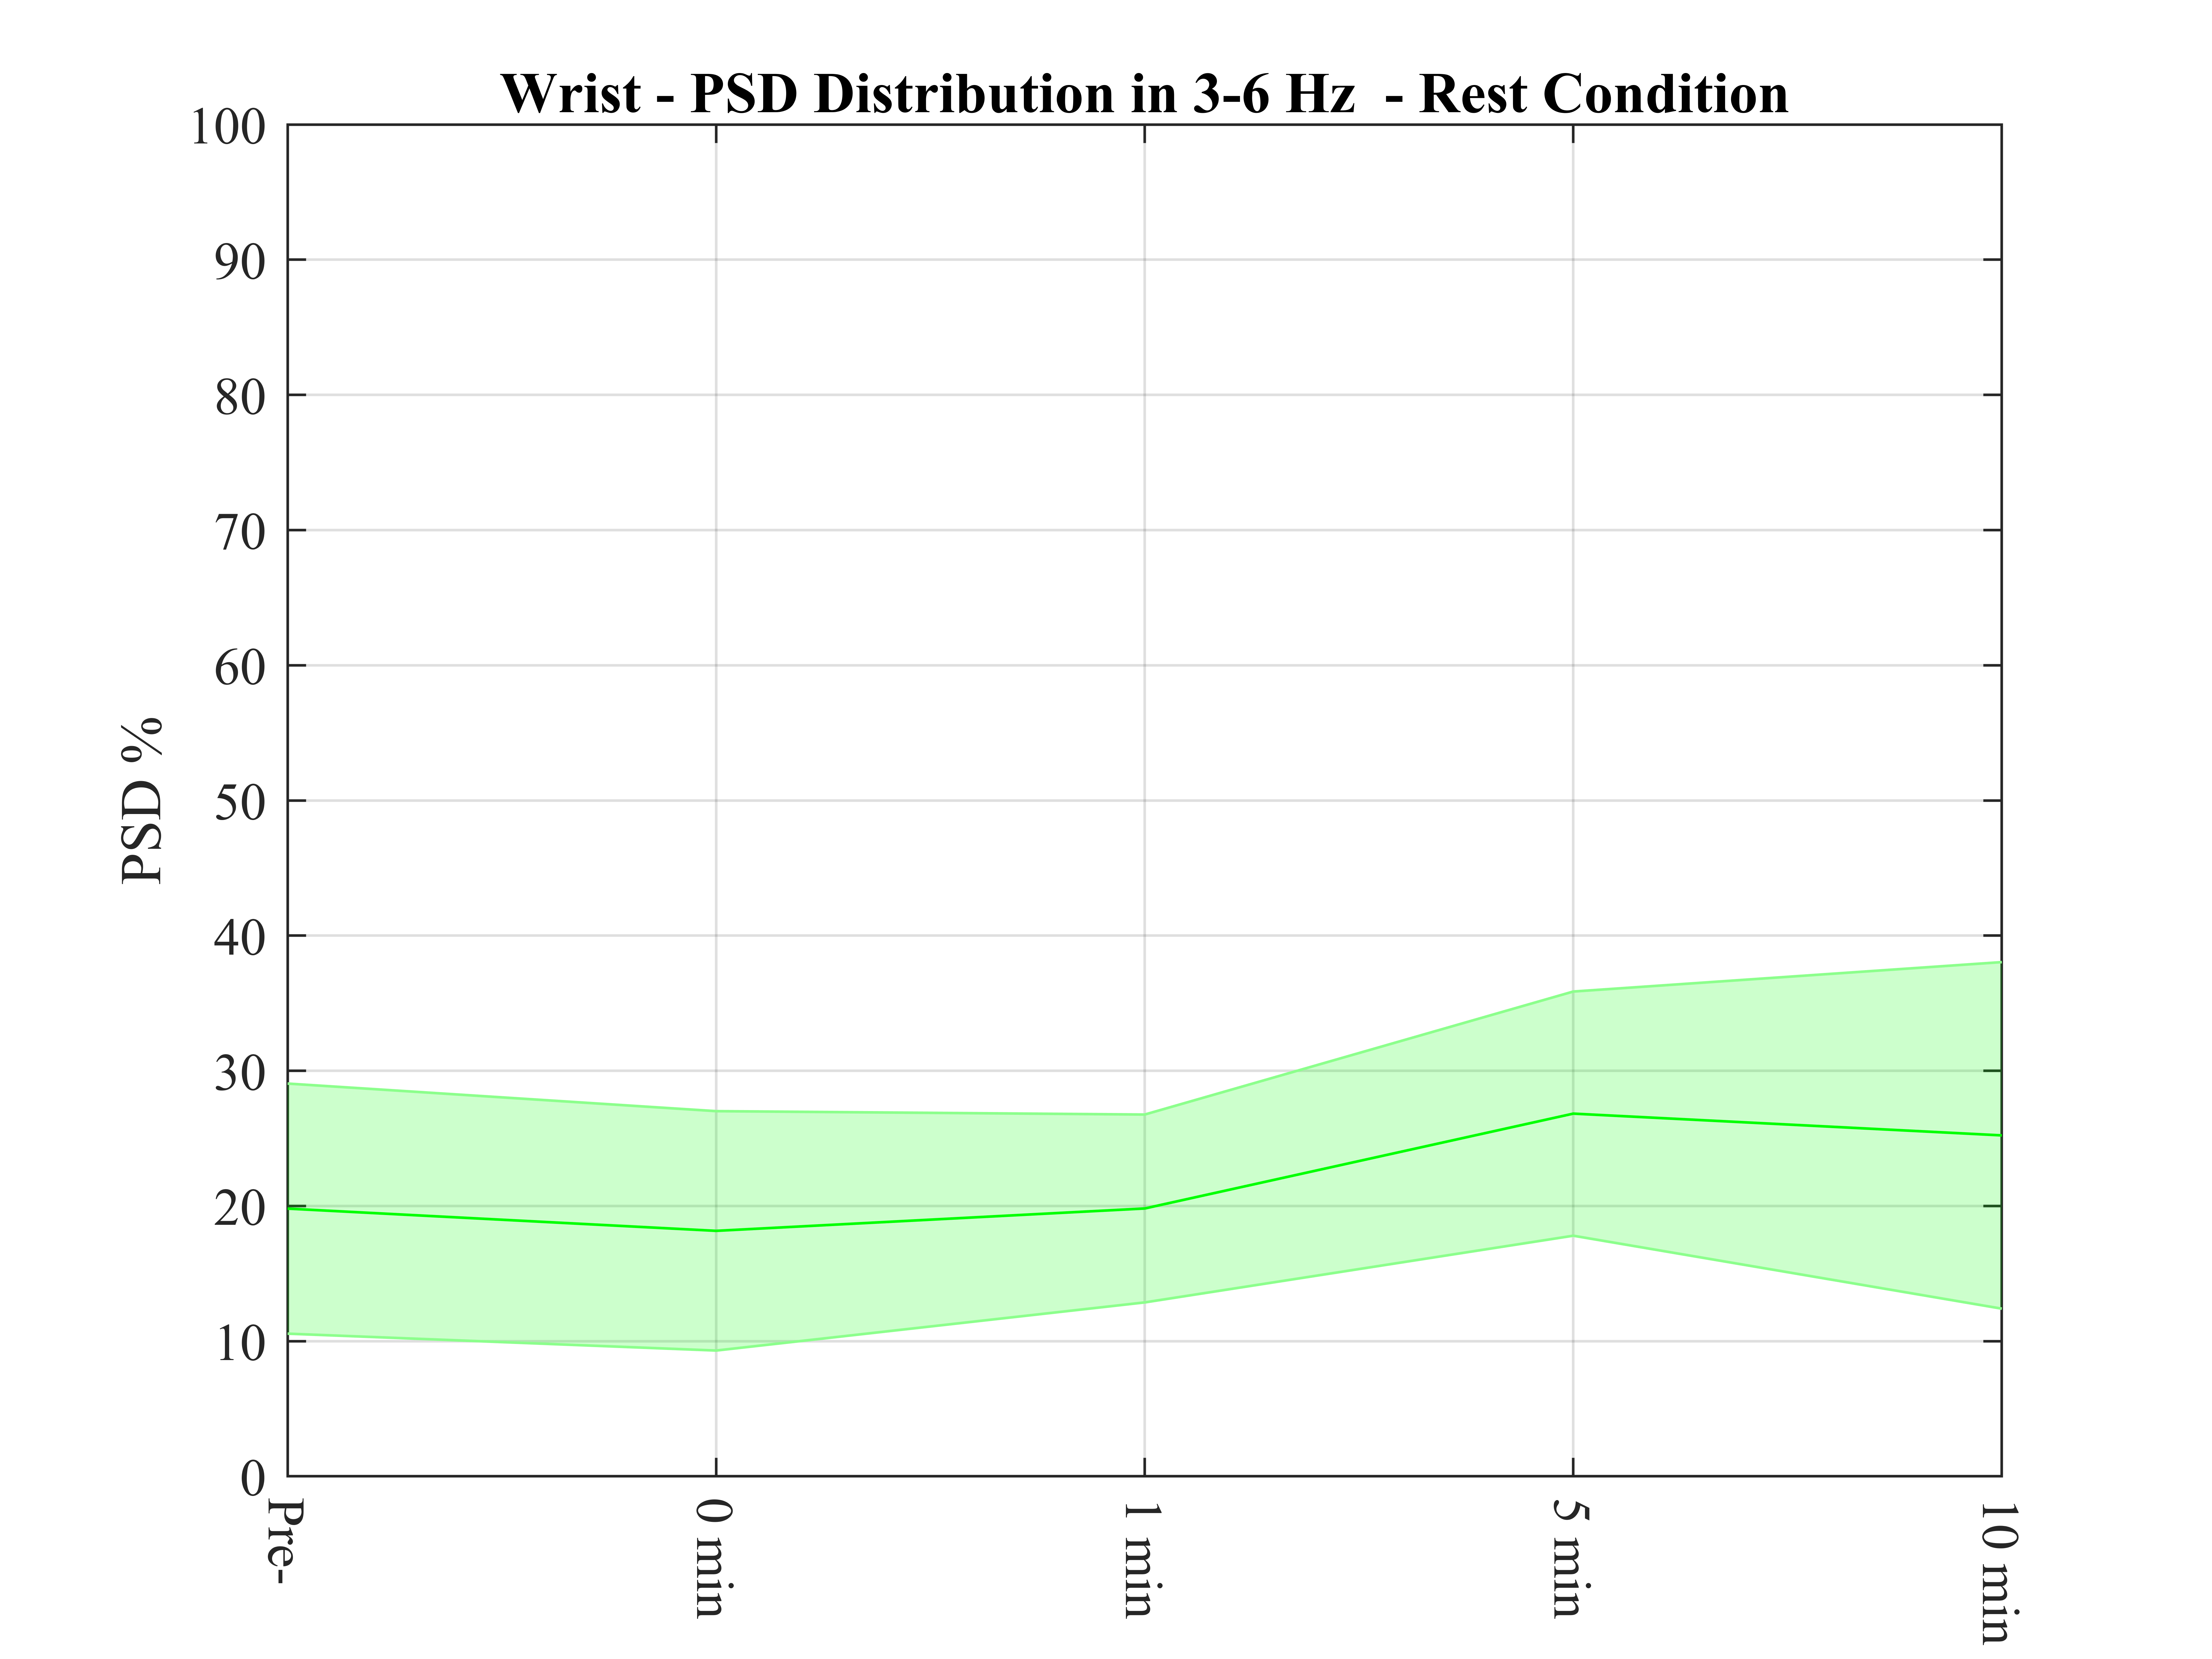 Wrist - PSD Distribution in 3-6 Hz  - Rest Condition
100
90
80
70
60
50
40
30
20
10
0
PSD %
Pre-
0 min
1 min
5 min
10 min